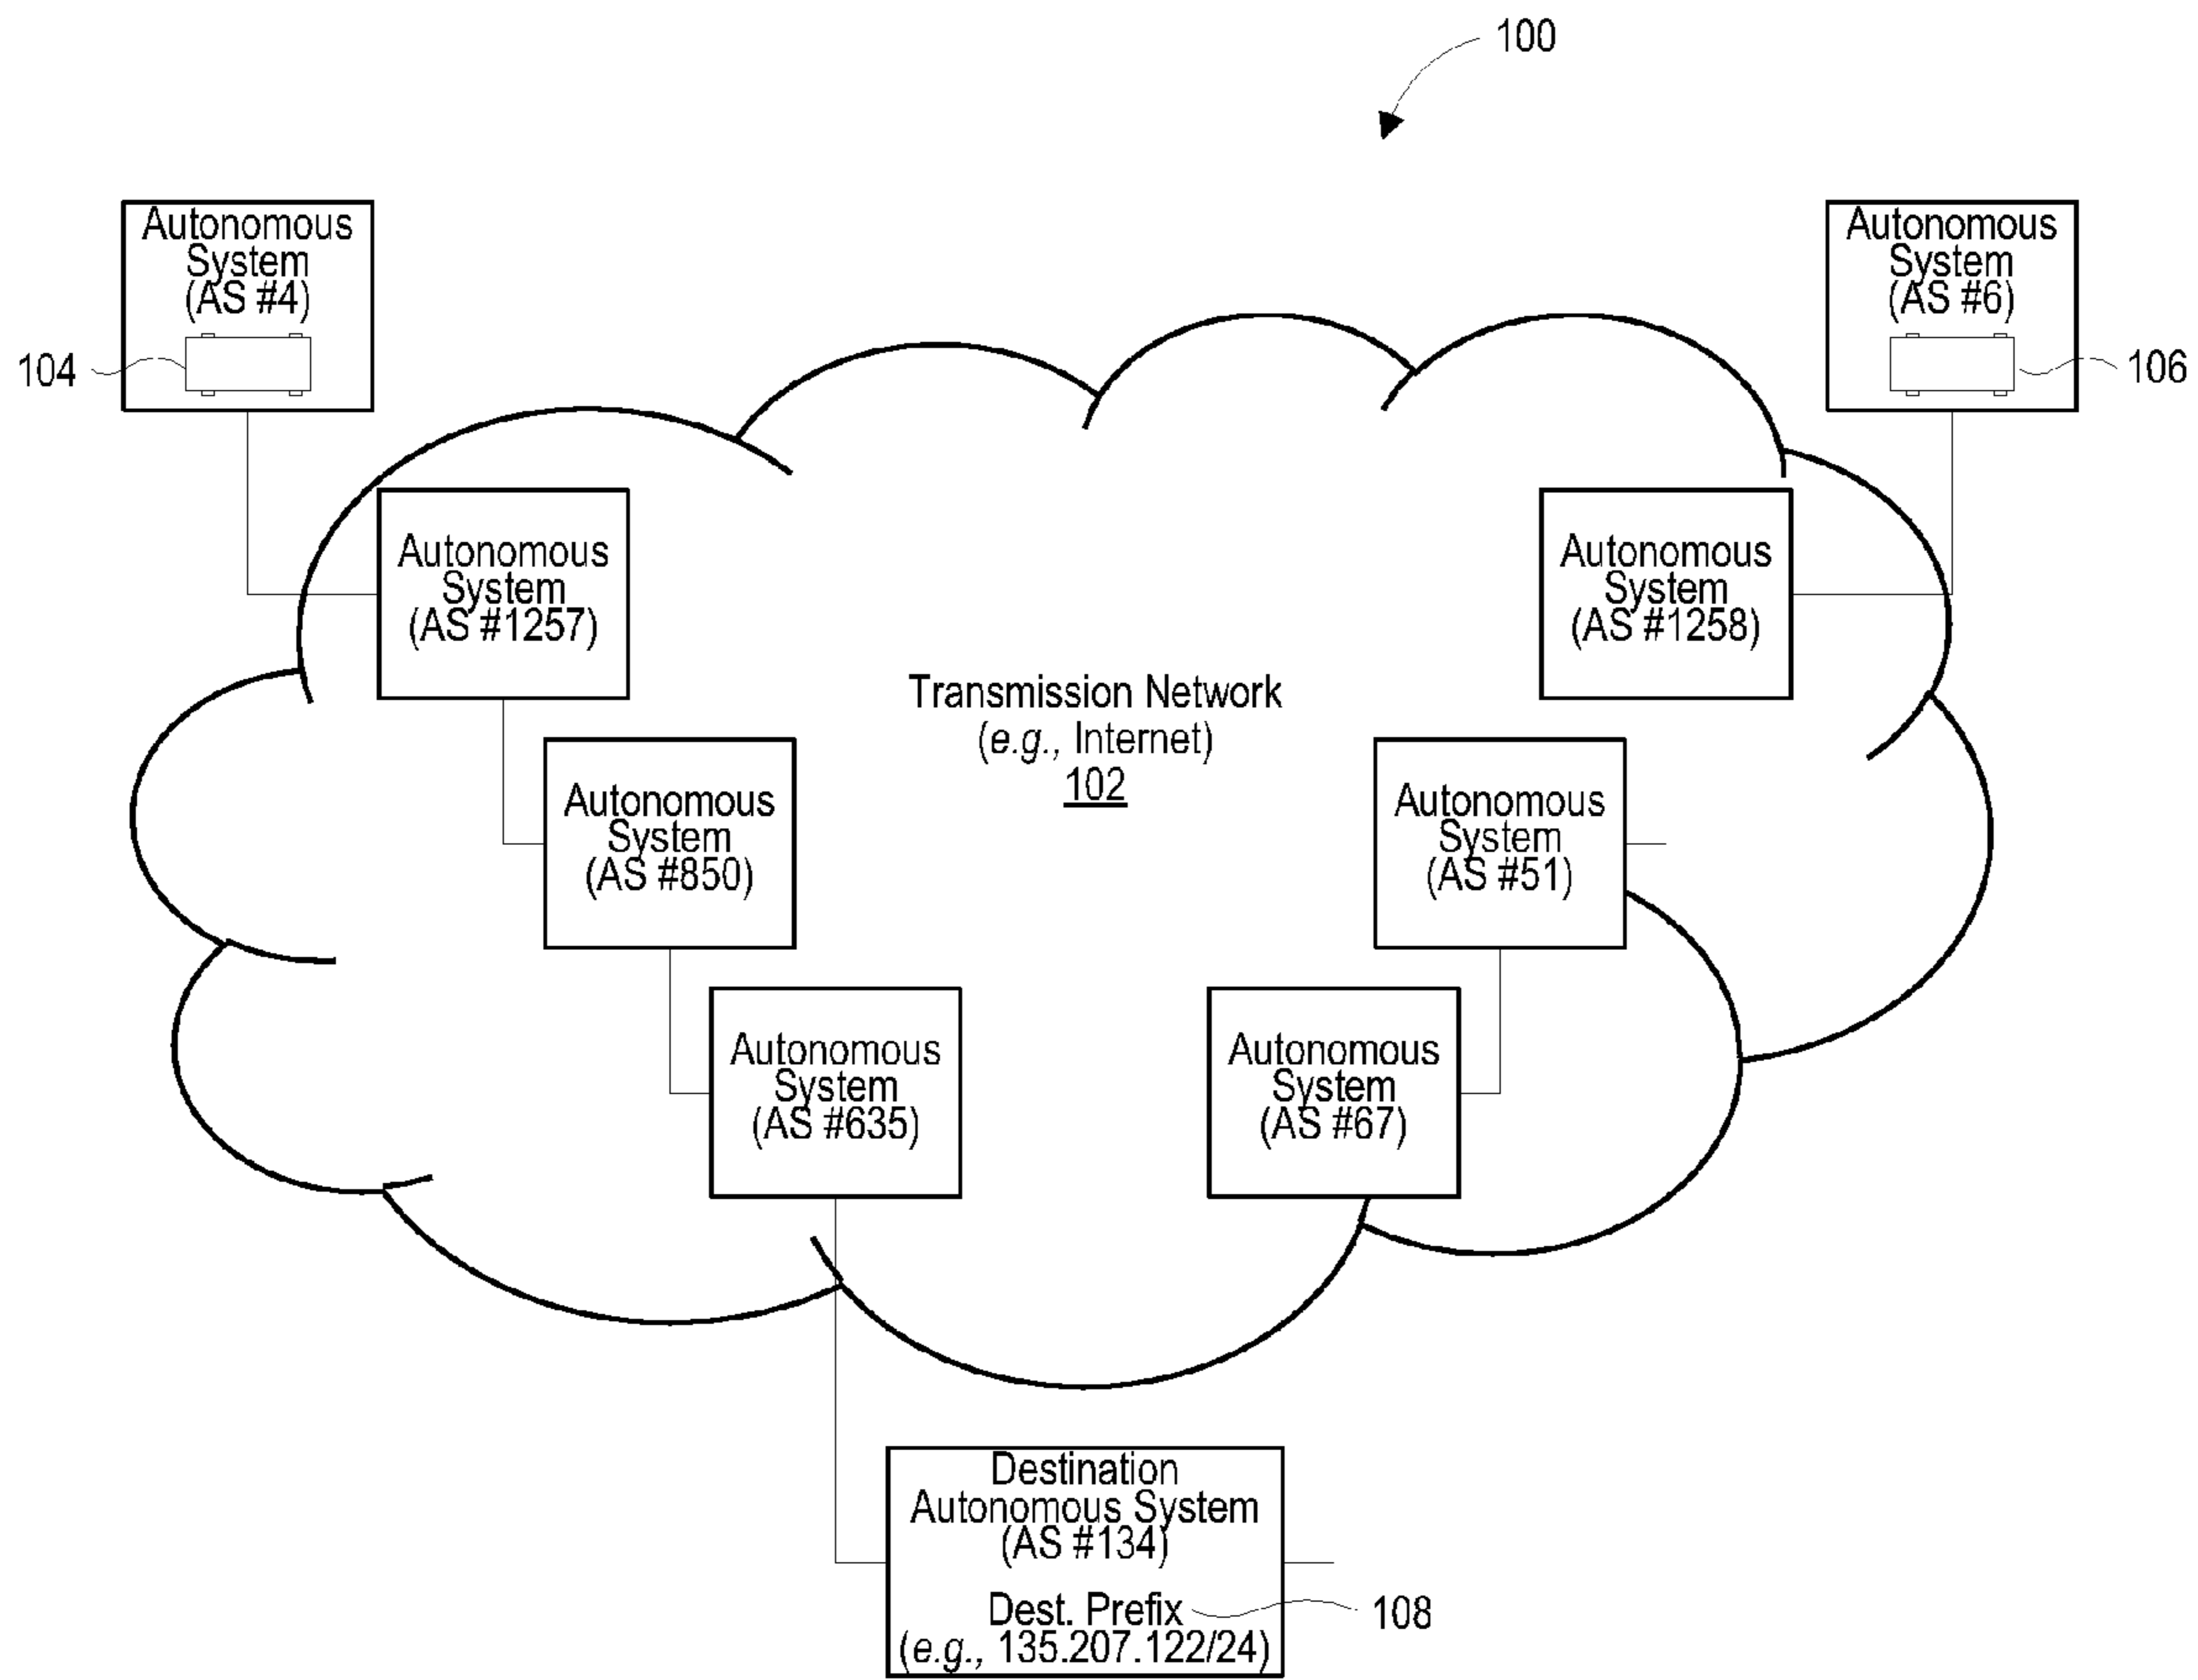 100
Autonomous
System
(AS #4)
104
Autonomous
System
(AS #6)
106
Autonomous
System
(AS #1257)
Autonomous
System
(AS #1258)
Transmission Network
(e.g., Internet)
102
Autonomous
System
(AS #850)
Autonomous
System
(AS #51)
Autonomous
System
(AS #635)
Autonomous
System
(AS #67)
Destination
Autonomous System
(AS #134)
Dest. Prefix
108
(e.g., 135.207.122/24)